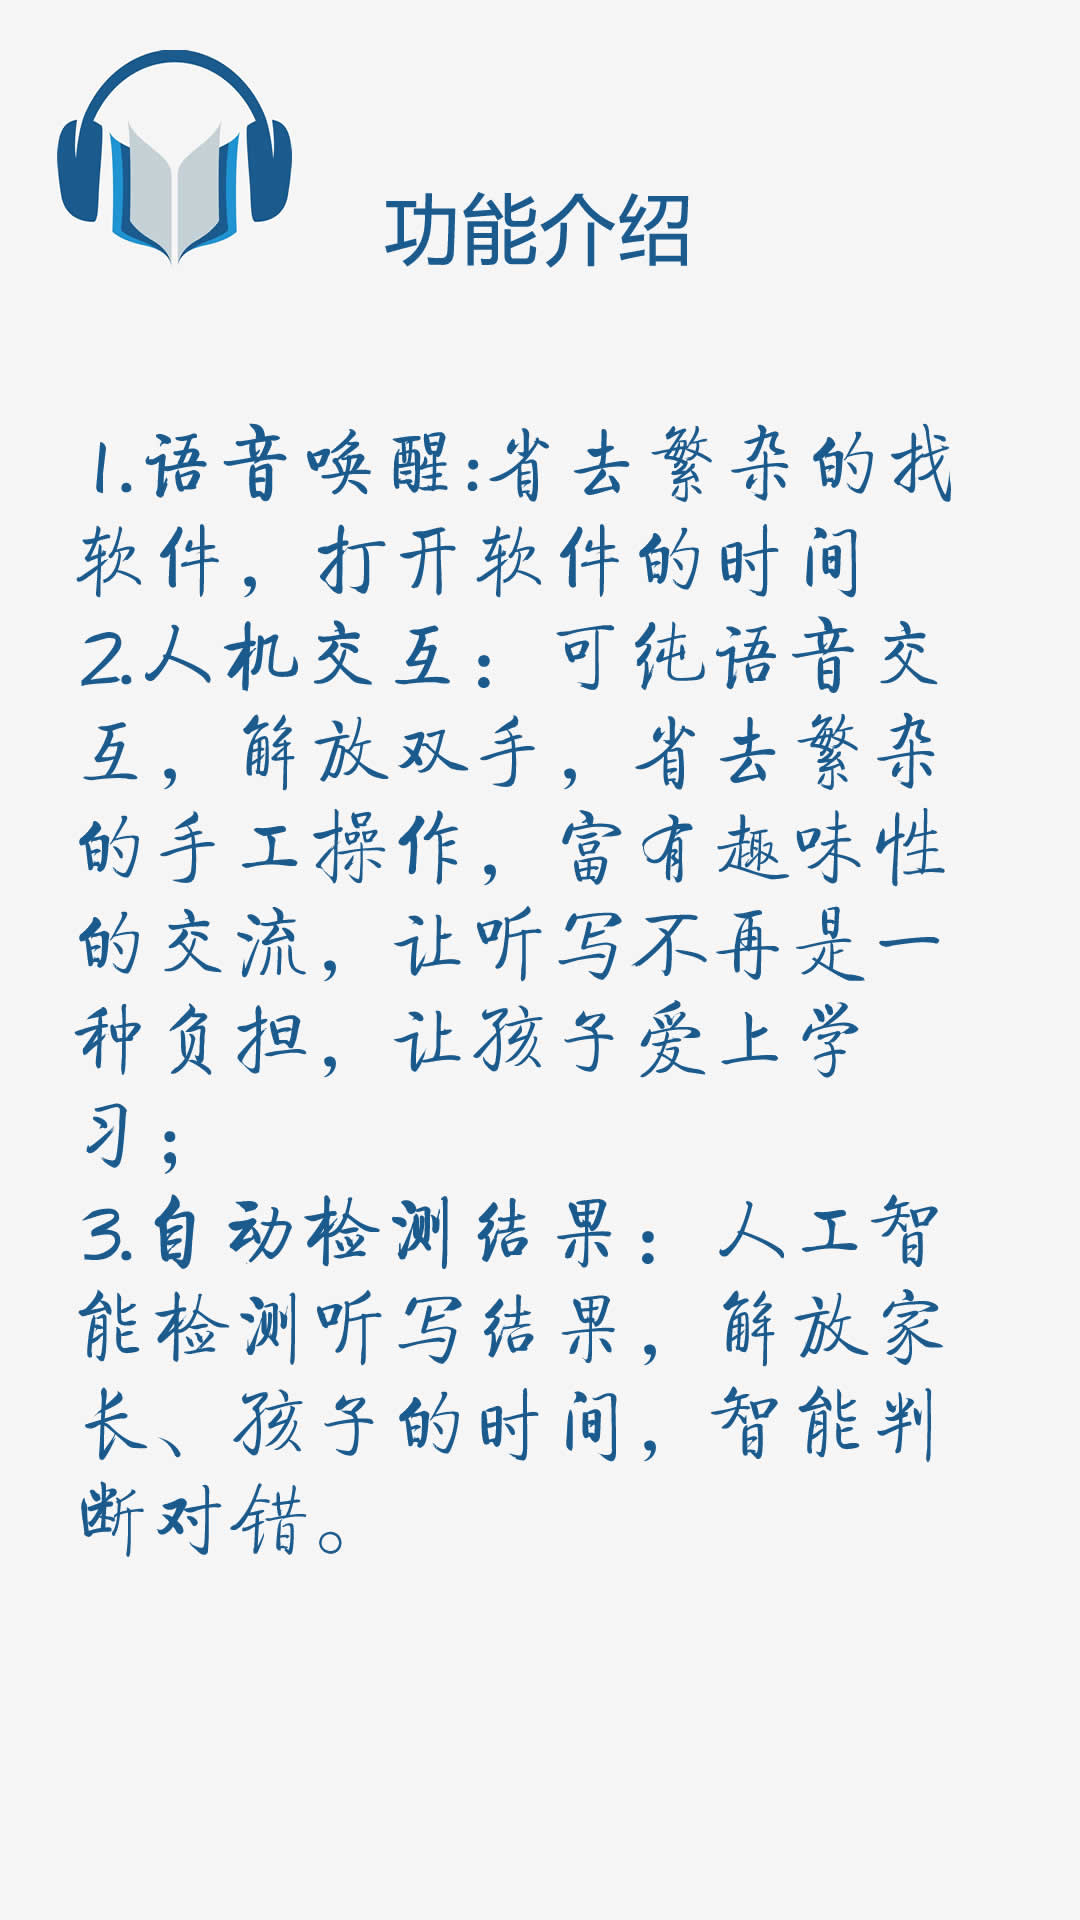 功能介绍
1.语音唤醒:省去繁杂的找
软件，打开软件的时间
2.人机交互：可纯语音交
互，解放双手，省去繁杂
的手工操作，富有趣味性
的交流，让听写不再是一
种负担，让孩子爱上学
习；
3.自动检测结果：人工智
能检测听写结果，解放家
长、孩子的时间，智能判
断对错。